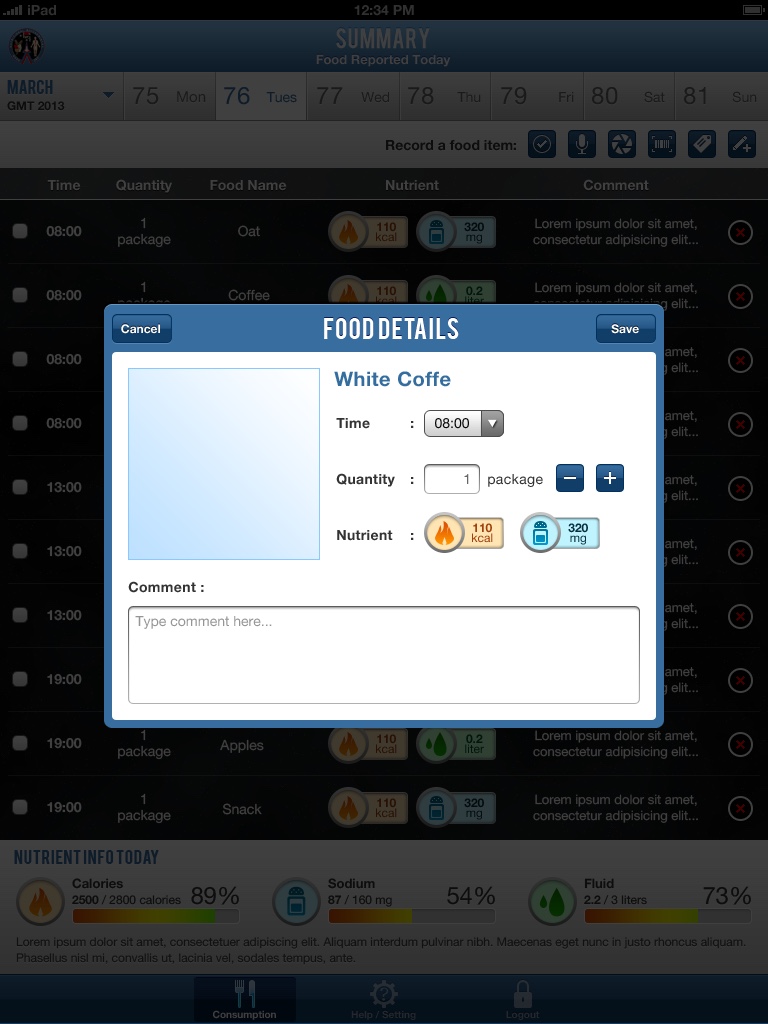 iPad 12:34 PM
SUMMARY
Food Reported Today
MARCH
GMT 2013
75 Mon 76 Tues 77 Wed 78 Thu 79 Fri 80 Sat 81 Sun
Record a food item:
Time Quantity Food Name Nutrient Comment
08:00 1 package Oat 110 kcal 320 mg Lorem ipsum dolor sit amet, consectetur adipisicing elit...
08:00 1 package Coffee 110 kcal 0.2 liter Lorem ipsum dolor sit amet,
Cancel FOOD DETAILS Save
White Coffe
Time : 08:00
Quantity : 1 package
Nutrient : 110 kcal 320 mg
Comment :
Type comment here...
08:00 amet, elit...
08:00 amet, elit...
13:00 amet, elit...
13:00 amet, elit...
13:00 amet, elit...
19:00 amet, elit...
19:00 1 package Apples 110 kcal 0.2 liter Lorem ipsum dolor sit amet, consectetur adipisicing elit...
19:00 1 package Snack 110 kcal 320 mg Lorem ipsum dolor sit amet, consectetur adipisicing elit...
NUTRIENT INFO TODAY
Calories
2500 / 2800 calories 89%
Sodium
87 / 160 mg 54%
Fluid
2.2 / 3 liters 73%
Lorem ipsum dolor sit amet, consectetuer adipiscing elit. Aliquam interdum pulvinar nibh. Maecenas eget nunc in justo rhoncus aliquam.
Phasellus nisl mi, convallis ut, lacinia vel, sodales tempus, ante.
Consumption Help / Setting Logout